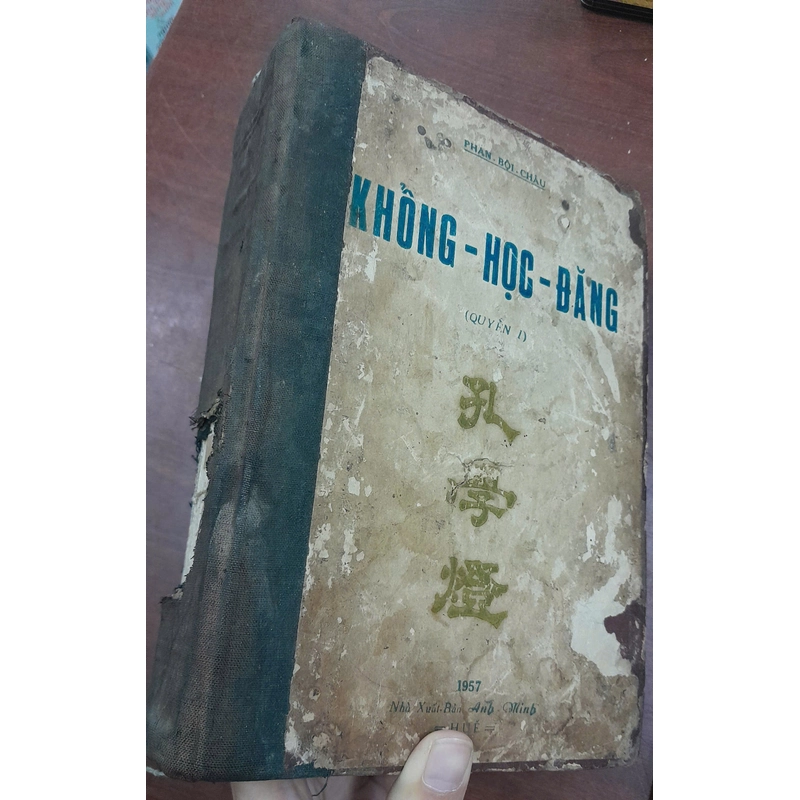 PHAN-BỘI-CHÂU
KHỔNG-HỌC-ĐĂNG
(QUYỂN I)
孔
学
燈
1957
Nhà Xuất-Bản Anh-Minh
HUẾ